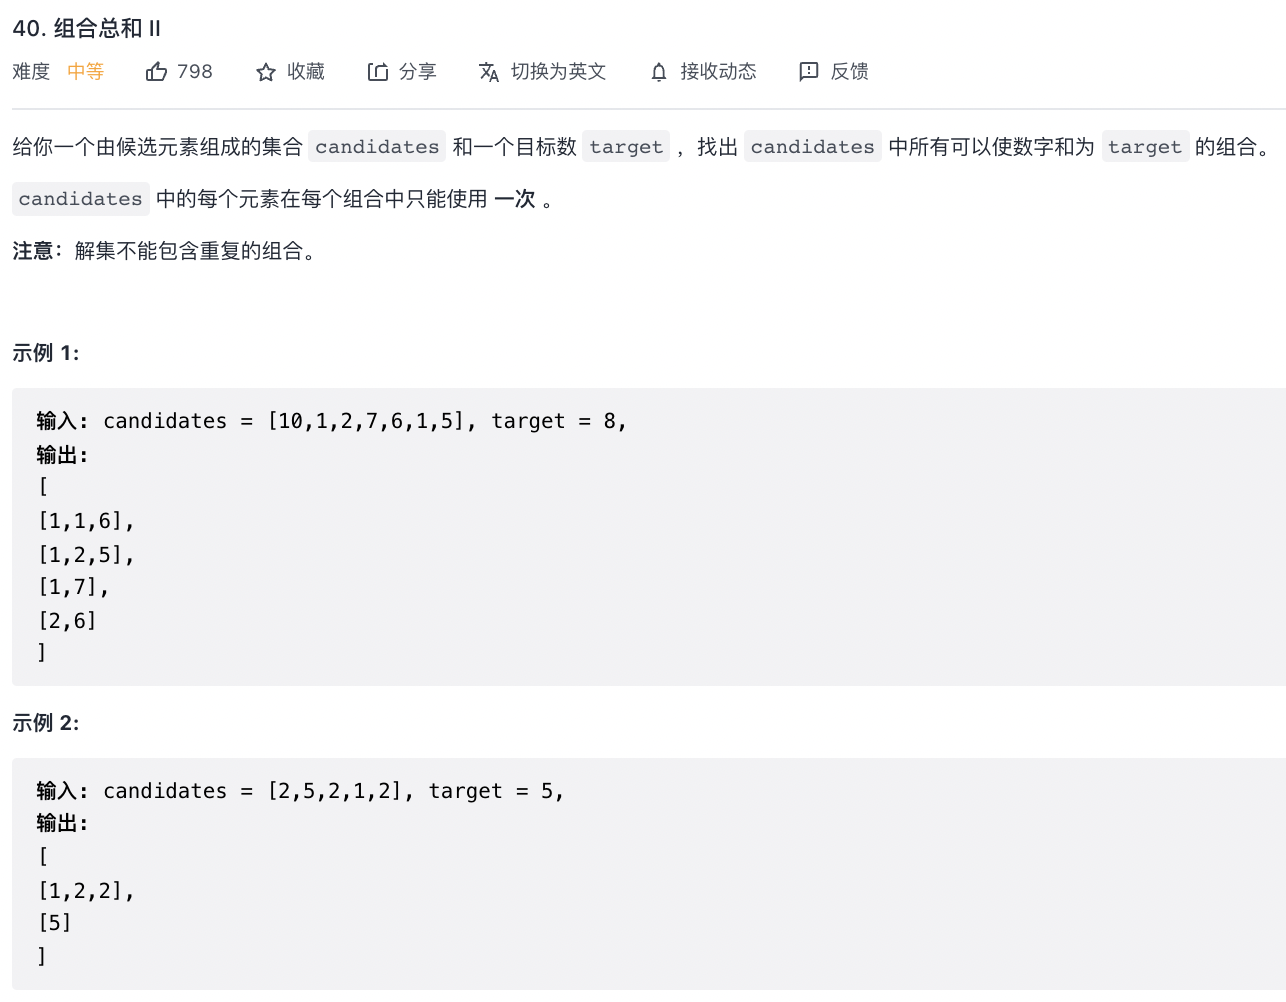 40. 组合总和 II
难度 中等 798 收藏 分享 切换为英文 接收动态 反馈
给你一个由候选元素组成的集合 candidates 和一个目标数 target ，找出 candidates 中所有可以使数字和为 target 的组合。
candidates 中的每个元素在每个组合中只能使用 一次 。
注意：解集不能包含重复的组合。
示例 1:
输入: candidates = [10,1,2,7,6,1,5], target = 8,
输出:
[
[1,1,6],
[1,2,5],
[1,7],
[2,6]
]
示例 2:
输入: candidates = [2,5,2,1,2], target = 5,
输出:
[
[1,2,2],
[5]
]